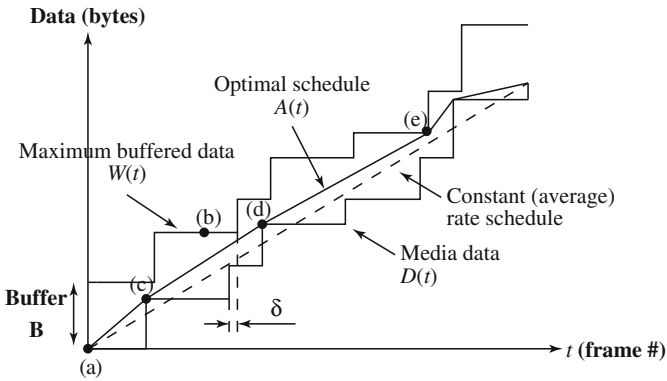 Data (bytes)
Optimal schedule
A(t)
(e)
Maximum buffered data
W(t)
(b)
(d)
Constant (average)
rate schedule
Media data
D(t)
(c)
Buffer
B
δ
(a)
t (frame #)